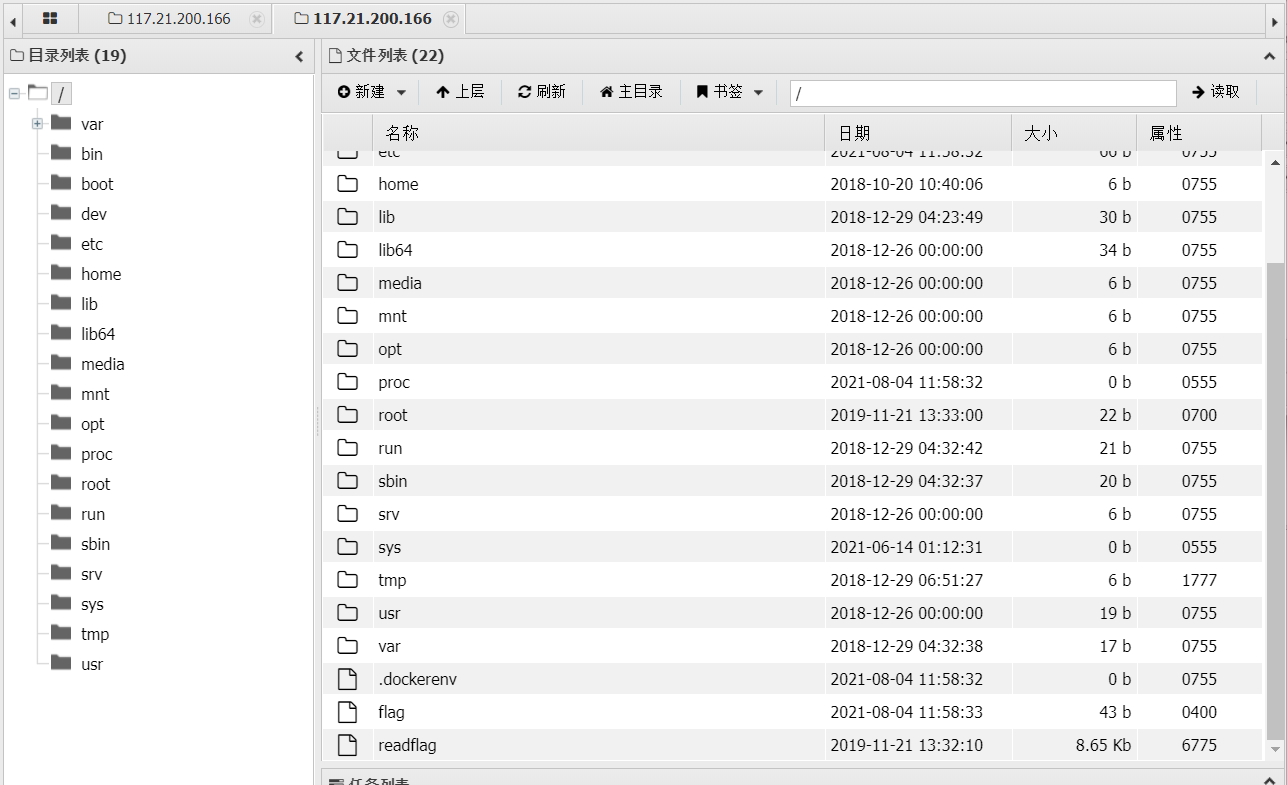 117.21.200.166
117.21.200.166
目录列表 (19)
/
var
bin
boot
dev
etc
home
lib
lib64
media
mnt
opt
proc
root
run
sbin
srv
sys
tmp
usr
文件列表 (22)
新建 上层 刷新 主目录 书签 / 读取
名称 日期 大小 属性
etc 2021-08-04 11:58:32 66 b 0755
home 2018-10-20 10:40:06 6 b 0755
lib 2018-12-29 04:23:49 30 b 0755
lib64 2018-12-26 00:00:00 34 b 0755
media 2018-12-26 00:00:00 6 b 0755
mnt 2018-12-26 00:00:00 6 b 0755
opt 2018-12-26 00:00:00 6 b 0755
proc 2021-08-04 11:58:32 0 b 0555
root 2019-11-21 13:33:00 22 b 0700
run 2018-12-29 04:32:42 21 b 0755
sbin 2018-12-29 04:32:37 20 b 0755
srv 2018-12-26 00:00:00 6 b 0755
sys 2021-06-14 01:12:31 0 b 0555
tmp 2018-12-29 06:51:27 6 b 1777
usr 2018-12-26 00:00:00 19 b 0755
var 2018-12-29 04:32:38 17 b 0755
.dockerenv 2021-08-04 11:58:32 0 b 0755
flag 2021-08-04 11:58:33 43 b 0400
readflag 2019-11-21 13:32:10 8.65 Kb 6775
任务列表